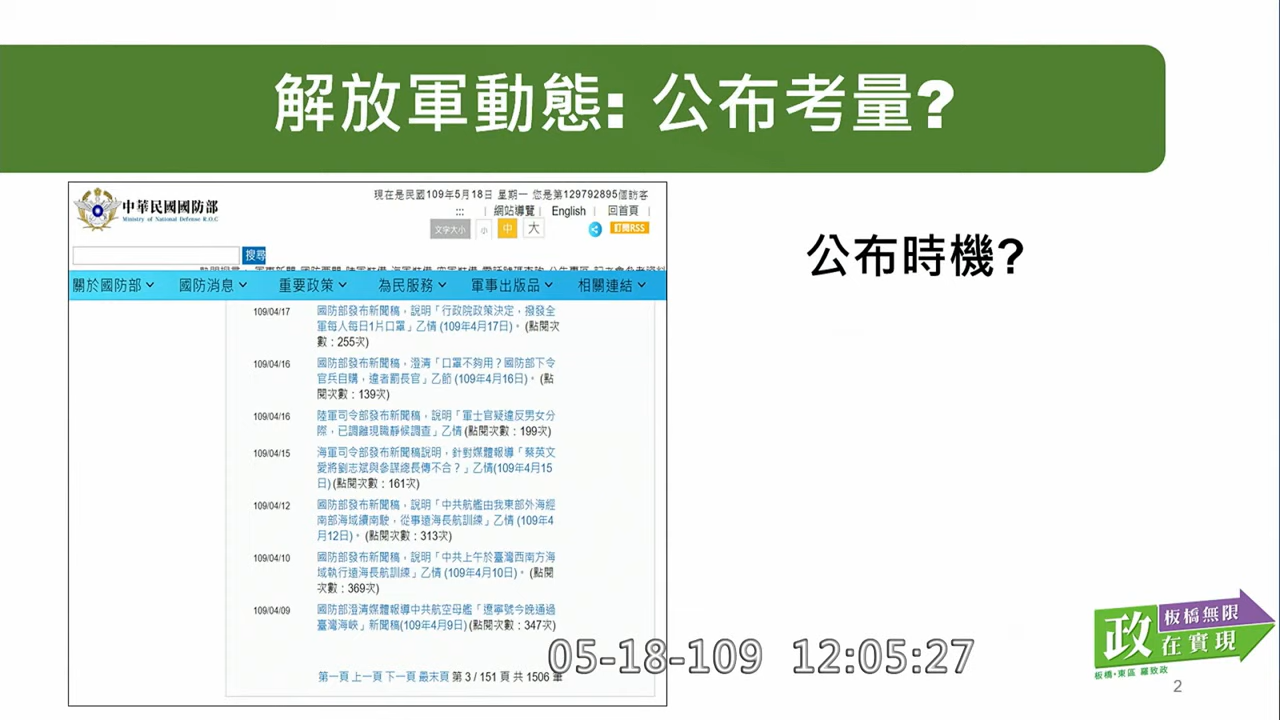 解放軍動態: 公布考量?
中華民國國防部
Ministry of National Defense R.O.C
現在是民國109年5月18日 星期一 您是第129792895個訪客
::: | 網站導覽 | English | 回首頁 |
文字大小 小 中 大 訂閱RSS
搜尋
關於國防部 國防消息 重要政策 為民服務 軍事出版品 相關連結
109/04/17 國防部發布新聞稿，說明「行政院政策決定，撥發全
軍每人每日1片口罩」乙情 (109年4月17日)。 (點閱次
數：255次)
109/04/16 國防部發布新聞稿，澄清「口罩不夠用？國防部下令
官兵自購，違者罰長官」乙節 (109年4月16日)。 (點
閱次數：139次)
109/04/16 陸軍司令部發布新聞稿，說明「軍士官疑違反男女分
際，已調離現職靜候調查」乙情 (點閱次數：199次)
109/04/15 海軍司令部發布新聞稿說明，針對媒體報導「蔡英文
愛將劉志斌與參謀總長傳不合？」乙情(109年4月15
日) (點閱次數：161次)
109/04/12 國防部發布新聞稿，說明「中共航艦由我東部外海經
南部海域續南駛，從事遠海長航訓練」乙情 (109年4
月12日)。 (點閱次數：313次)
109/04/10 國防部發布新聞稿，說明「中共上午於臺灣西南方海
域執行遠海長航訓練」乙情 (109年4月10日)。 (點閱
次數：369次)
109/04/09 國防部澄清媒體報導中共航空母艦「遼寧號今晚通過
臺灣海峽」新聞稿(109年4月9日) (點閱次數：347次)
第一頁 上一頁 下一頁 最末頁 第 3 / 151 頁 共 1506 筆
公布時機?
05-18-109 12:05:27
政 板橋無限
在實現
板橋・東區 羅致政
2